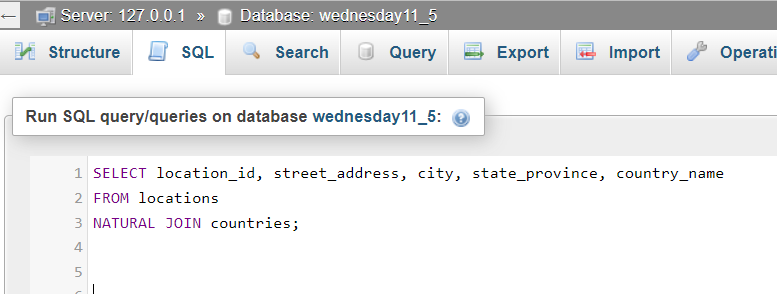 Server: 127.0.0.1 » Database: wednesday11_5
Structure SQL Search Query Export Import Operati
Run SQL query/queries on database wednesday11_5:
1 SELECT location_id, street_address, city, state_province, country_name
2 FROM locations
3 NATURAL JOIN countries;
4
5